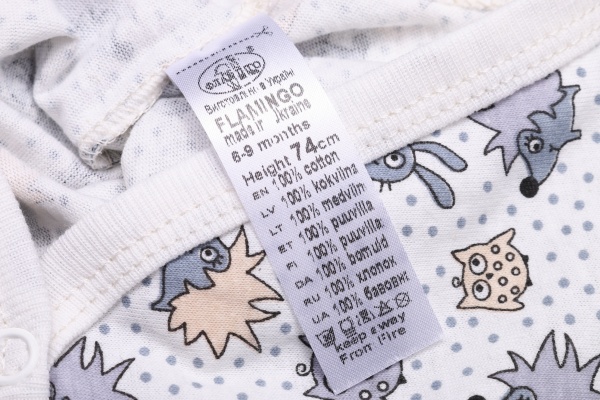 ФЛАМІНГО
Виготовлено в Україні
FLAMINGO
made in Ukraine
6-9 months
Height 74cm
EN 100% cotton
LV 100% kokvilna
LT 100% medvilnė
ET 100% puuvilla
FI 100% puuvilla
DA 100% bomuld
RU 100% хлопок
UA 100% бавовна
keep away
From Fire